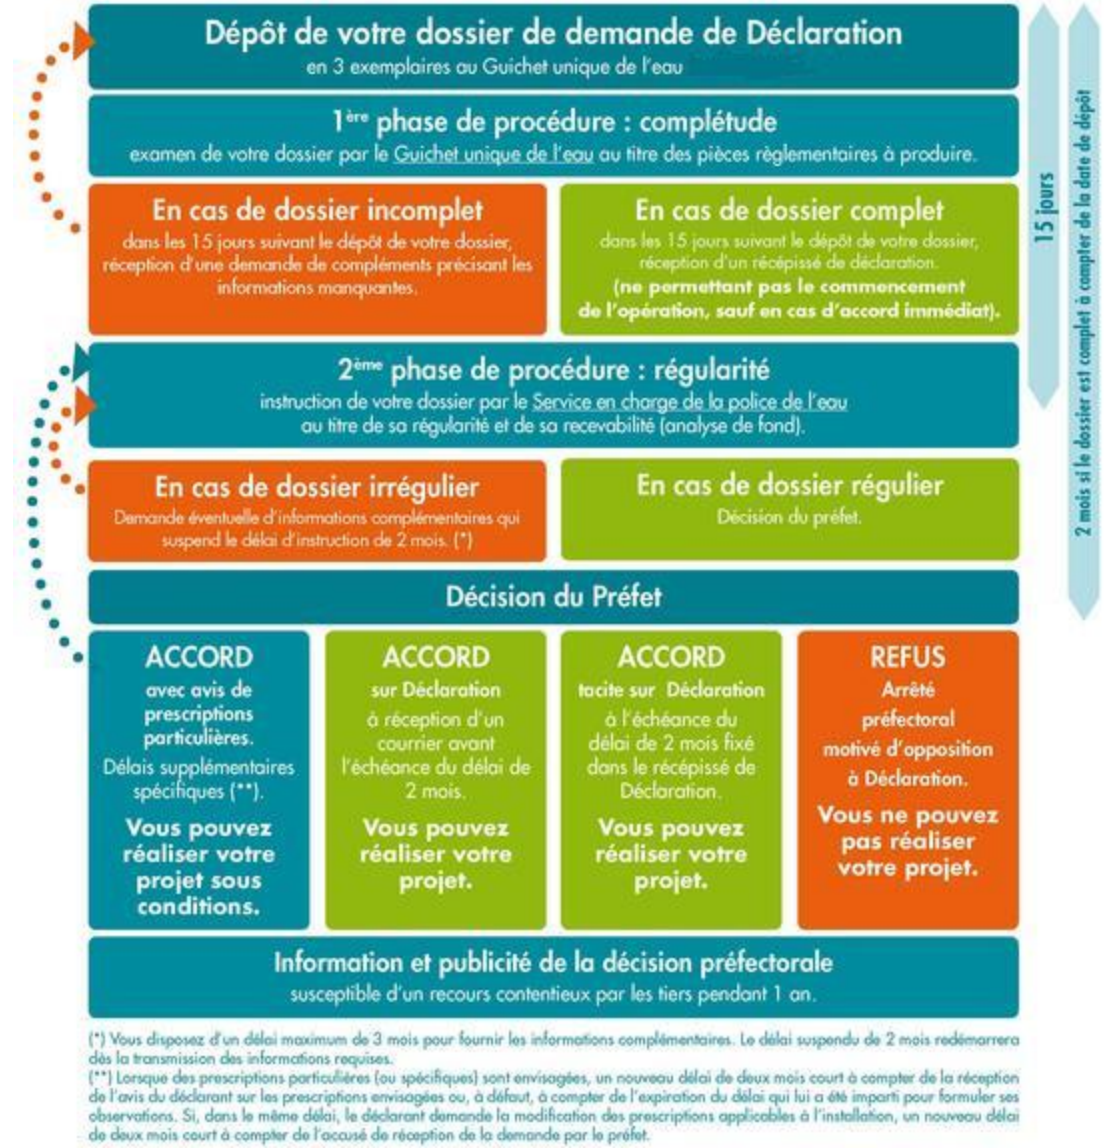 Dépôt de votre dossier de demande de Déclaration
en 3 exemplaires au Guichet unique de l'eau
1ère phase de procédure : complétude
examen de votre dossier par le Guichet unique de l'eau au titre des pièces règlementaires à produire.
En cas de dossier incomplet
dans les 15 jours suivant le dépôt de votre dossier,
réception d'une demande de compléments précisant les
informations manquantes.
En cas de dossier complet
dans les 15 jours suivant le dépôt de votre dossier,
réception d'un récépissé de déclaration.
(ne permettant pas le commencement
de l'opération, sauf en cas d'accord immédiat).
2ème phase de procédure : régularité
instruction de votre dossier par le Service en charge de la police de l'eau
au titre de sa régularité et de sa recevabilité (analyse de fond).
En cas de dossier irrégulier
Demande éventuelle d'informations complémentaires qui
suspend le délai d'instruction de 2 mois. (*)
En cas de dossier régulier
Décision du préfet.
15 jours
2 mois si le dossier est complet à compter de la date de dépôt
Décision du Préfet
ACCORD
avec avis de
prescriptions
particulières.
Délais supplémentaires
spécifiques (**).
Vous pouvez
réaliser votre
projet sous
conditions.
ACCORD
sur Déclaration
à réception d'un
courrier avant
l'échéance du délai de
2 mois.
Vous pouvez
réaliser votre
projet.
ACCORD
tacite sur Déclaration
à l'échéance du
délai de 2 mois fixé
dans le récépissé de
Déclaration.
Vous pouvez
réaliser votre
projet.
REFUS
Arrêté
préfectoral
motivé d'opposition
à Déclaration.
Vous ne pouvez
pas réaliser
votre projet.
Information et publicité de la décision préfectorale
susceptible d'un recours contentieux par les tiers pendant 1 an.
(*) Vous disposez d'un délai maximum de 3 mois pour fournir les informations complémentaires. Le délai suspendu de 2 mois redémarrera
dès la transmission des informations requises.
(**) Lorsque des prescriptions particulières (ou spécifiques) sont envisagées, un nouveau délai de deux mois court à compter de la réception
de l'avis du déclarant sur les prescriptions envisagées ou, à défaut, à compter de l'expiration du délai qui lui a été imparti pour formuler ses
observations. Si, dans le même délai, le déclarant demande la modification des prescriptions applicables à l'installation, un nouveau délai
de deux mois court à compter de l'accusé de réception de la demande par le préfet.